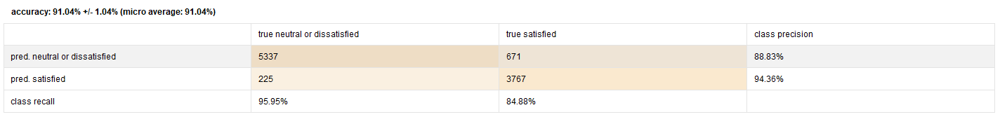 accuracy: 91.04% +/- 1.04% (micro average: 91.04%)
true neutral or dissatisfied true satisfied class precision
pred. neutral or dissatisfied 5337 671 88.83%
pred. satisfied 225 3767 94.36%
class recall 95.95% 84.88%